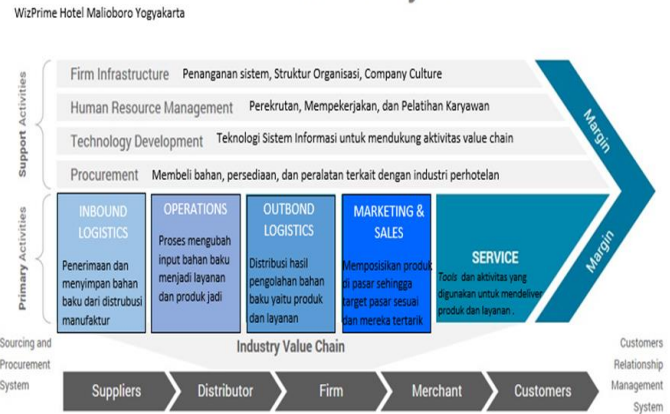 WizPrime Hotel Malioboro Yogyakarta
Support Activities
Firm Infrastructure Penanganan sistem, Struktur Organisasi, Company Culture
Human Resource Management Perekrutan, Mempekerjakan, dan Pelatihan Karyawan
Technology Development Teknologi Sistem Informasi untuk mendukung aktivitas value chain
Procurement Membeli bahan, persediaan, dan peralatan terkait dengan industri perhotelan
Margin
Margin
Primary Activities
INBOUND
LOGISTICS
Penerimaan dan
menyimpan bahan
baku dari distrubusi
manufaktur
OPERATIONS
Proses mengubah
input bahan baku
menjadi layanan
dan produk jadi
OUTBOND
LOGISTICS
Distribusi hasil
pengolahan bahan
baku yaitu produk
dan layanan
MARKETING &
SALES
Memposisikan produk
di pasar sehingga
target pasar sesuai
dan mereka tertarik
SERVICE
Tools dan aktivitas yang
digunakan untuk mendeliver
produk dan layanan .
Sourcing and
Procurement
System
Industry Value Chain
Suppliers
Distributor
Firm
Merchant
Customers
Customers
Relationship
Management
System